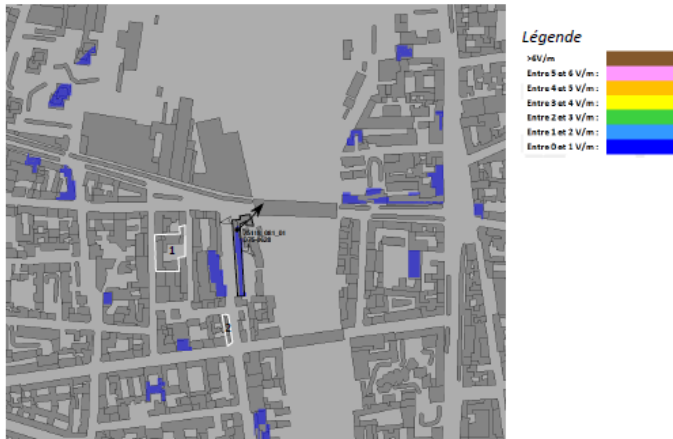 Légende
>6V/m
Entre 5 et 6 V/m :
Entre 4 et 5 V/m :
Entre 3 et 4 V/m :
Entre 2 et 3 V/m :
Entre 1 et 2 V/m :
Entre 0 et 1 V/m :
1
2